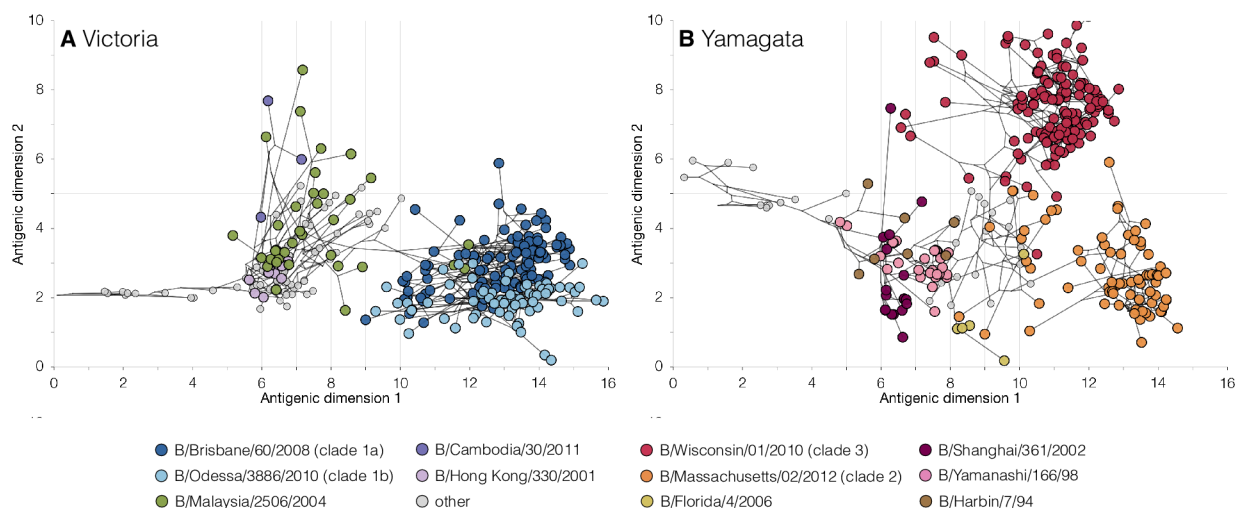 A Victoria
B Yamagata
10
8
6
4
2
0
Antigenic dimension 2
0 2 4 6 8 10 12 14 16
Antigenic dimension 1
10
8
6
4
2
0
Antigenic dimension 2
0 2 4 6 8 10 12 14 16
Antigenic dimension 1
B/Brisbane/60/2008 (clade 1a)
B/Odessa/3886/2010 (clade 1b)
B/Malaysia/2506/2004
B/Cambodia/30/2011
B/Hong Kong/330/2001
other
B/Wisconsin/01/2010 (clade 3)
B/Massachusetts/02/2012 (clade 2)
B/Florida/4/2006
B/Shanghai/361/2002
B/Yamanashi/166/98
B/Harbin/7/94